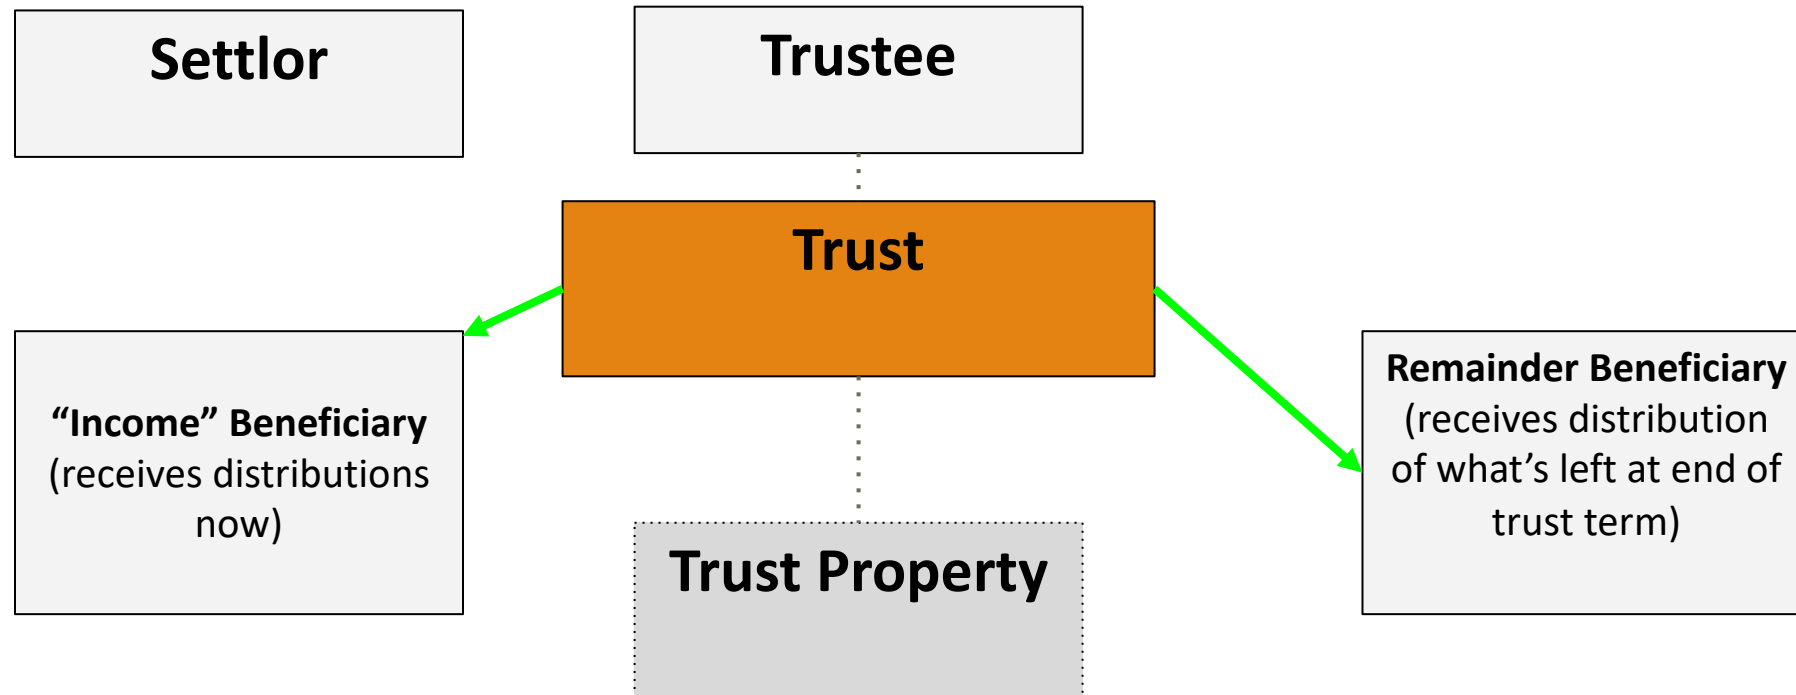 Settlor
Trustee
Trust
“Income” Beneficiary
(receives distributions
now)
Remainder Beneficiary
(receives distribution
of what’s left at end of
trust term)
Trust Property